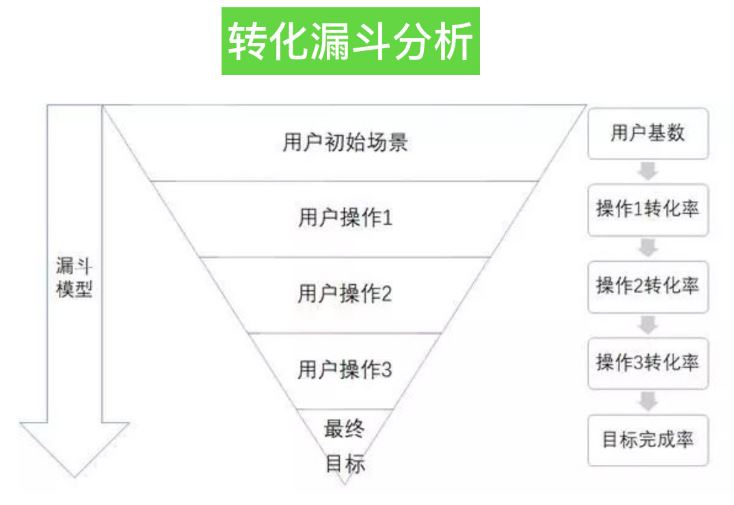 转化漏斗分析
漏斗
模型
用户初始场景
用户操作1
用户操作2
用户操作3
最终
目标
用户基数
操作1转化率
操作2转化率
操作3转化率
目标完成率